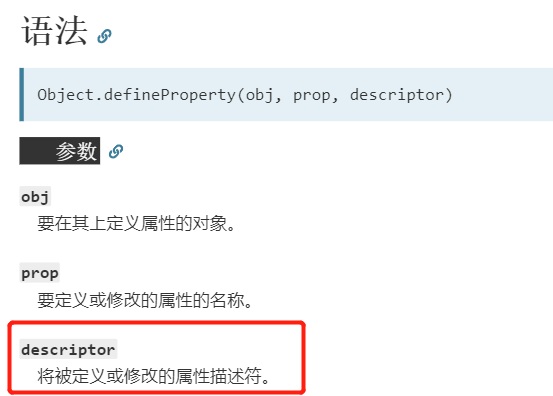 语法
Object.defineProperty(obj, prop, descriptor)
参数
obj
要在其上定义属性的对象。
prop
要定义或修改的属性的名称。
descriptor
将被定义或修改的属性描述符。